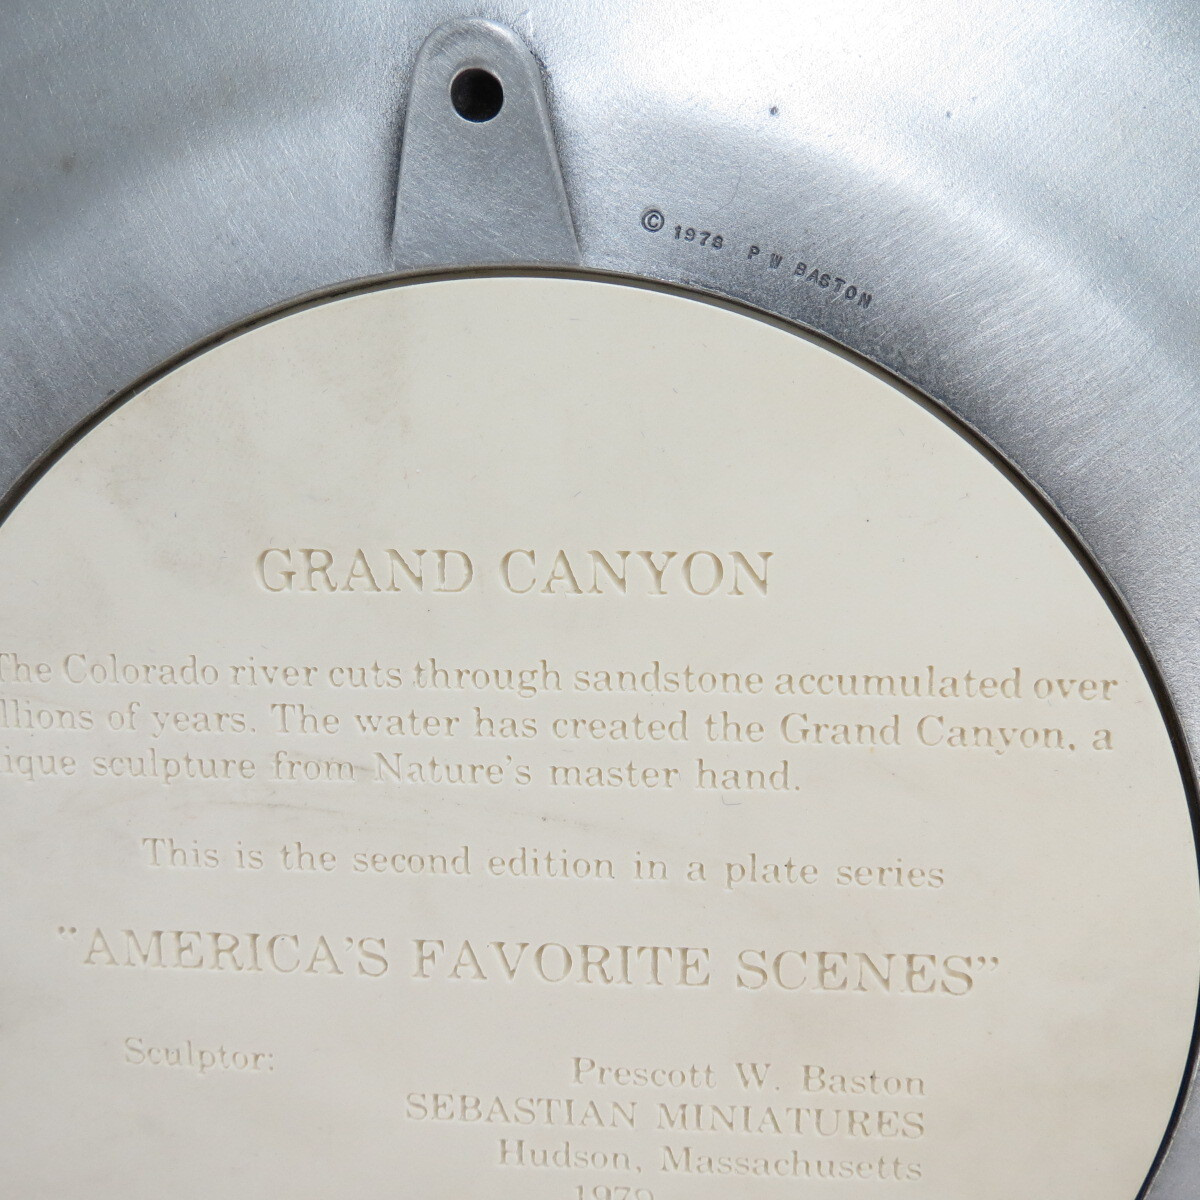 © 1978 P W BASTON
GRAND CANYON
The Colorado river cuts through sandstone accumulated over
llions of years. The water has created the Grand Canyon, a
ique sculpture from Nature's master hand.
This is the second edition in a plate series
"AMERICA'S FAVORITE SCENES"
Sculptor: Prescott W. Baston
SEBASTIAN MINIATURES
Hudson, Massachusetts
1979